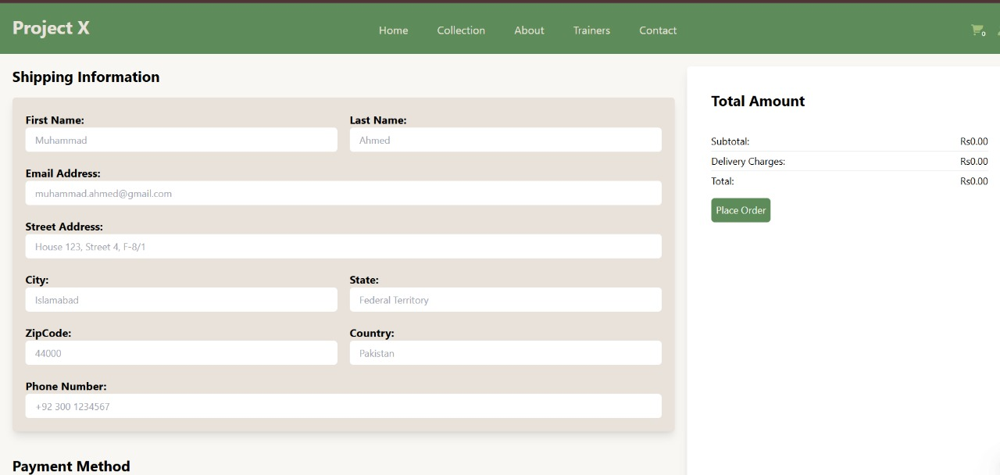 Project X
Home Collection About Trainers Contact
0
Shipping Information
First Name: Last Name:
Muhammad Ahmed
Email Address:
muhammad.ahmed@gmail.com
Street Address:
House 123, Street 4, F-8/1
City: State:
Islamabad Federal Territory
ZipCode: Country:
44000 Pakistan
Phone Number:
+92 300 1234567
Payment Method
Total Amount
Subtotal: Rs0.00
Delivery Charges: Rs0.00
Total: Rs0.00
Place Order